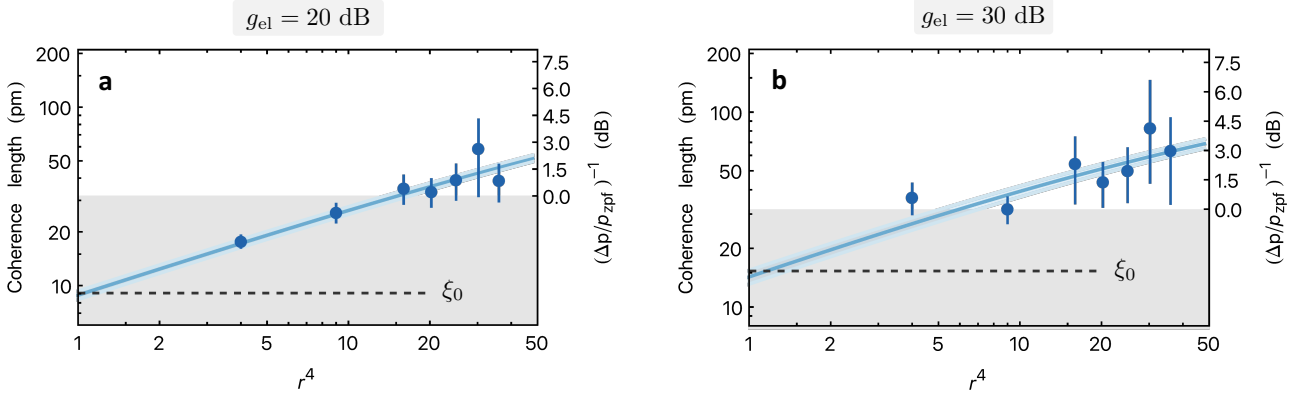 g_el = 20 dB
a
Coherence length (pm)
200
100
50
20
10
7.5
6.0
4.5
3.0
1.5
0.0
(Δp/p_zpf)⁻¹ (dB)
ξ₀
1 2 5 10 20 50
r⁴
g_el = 30 dB
b
Coherence length (pm)
200
100
50
20
10
7.5
6.0
4.5
3.0
1.5
0.0
(Δp/p_zpf)⁻¹ (dB)
ξ₀
1 2 5 10 20 50
r⁴